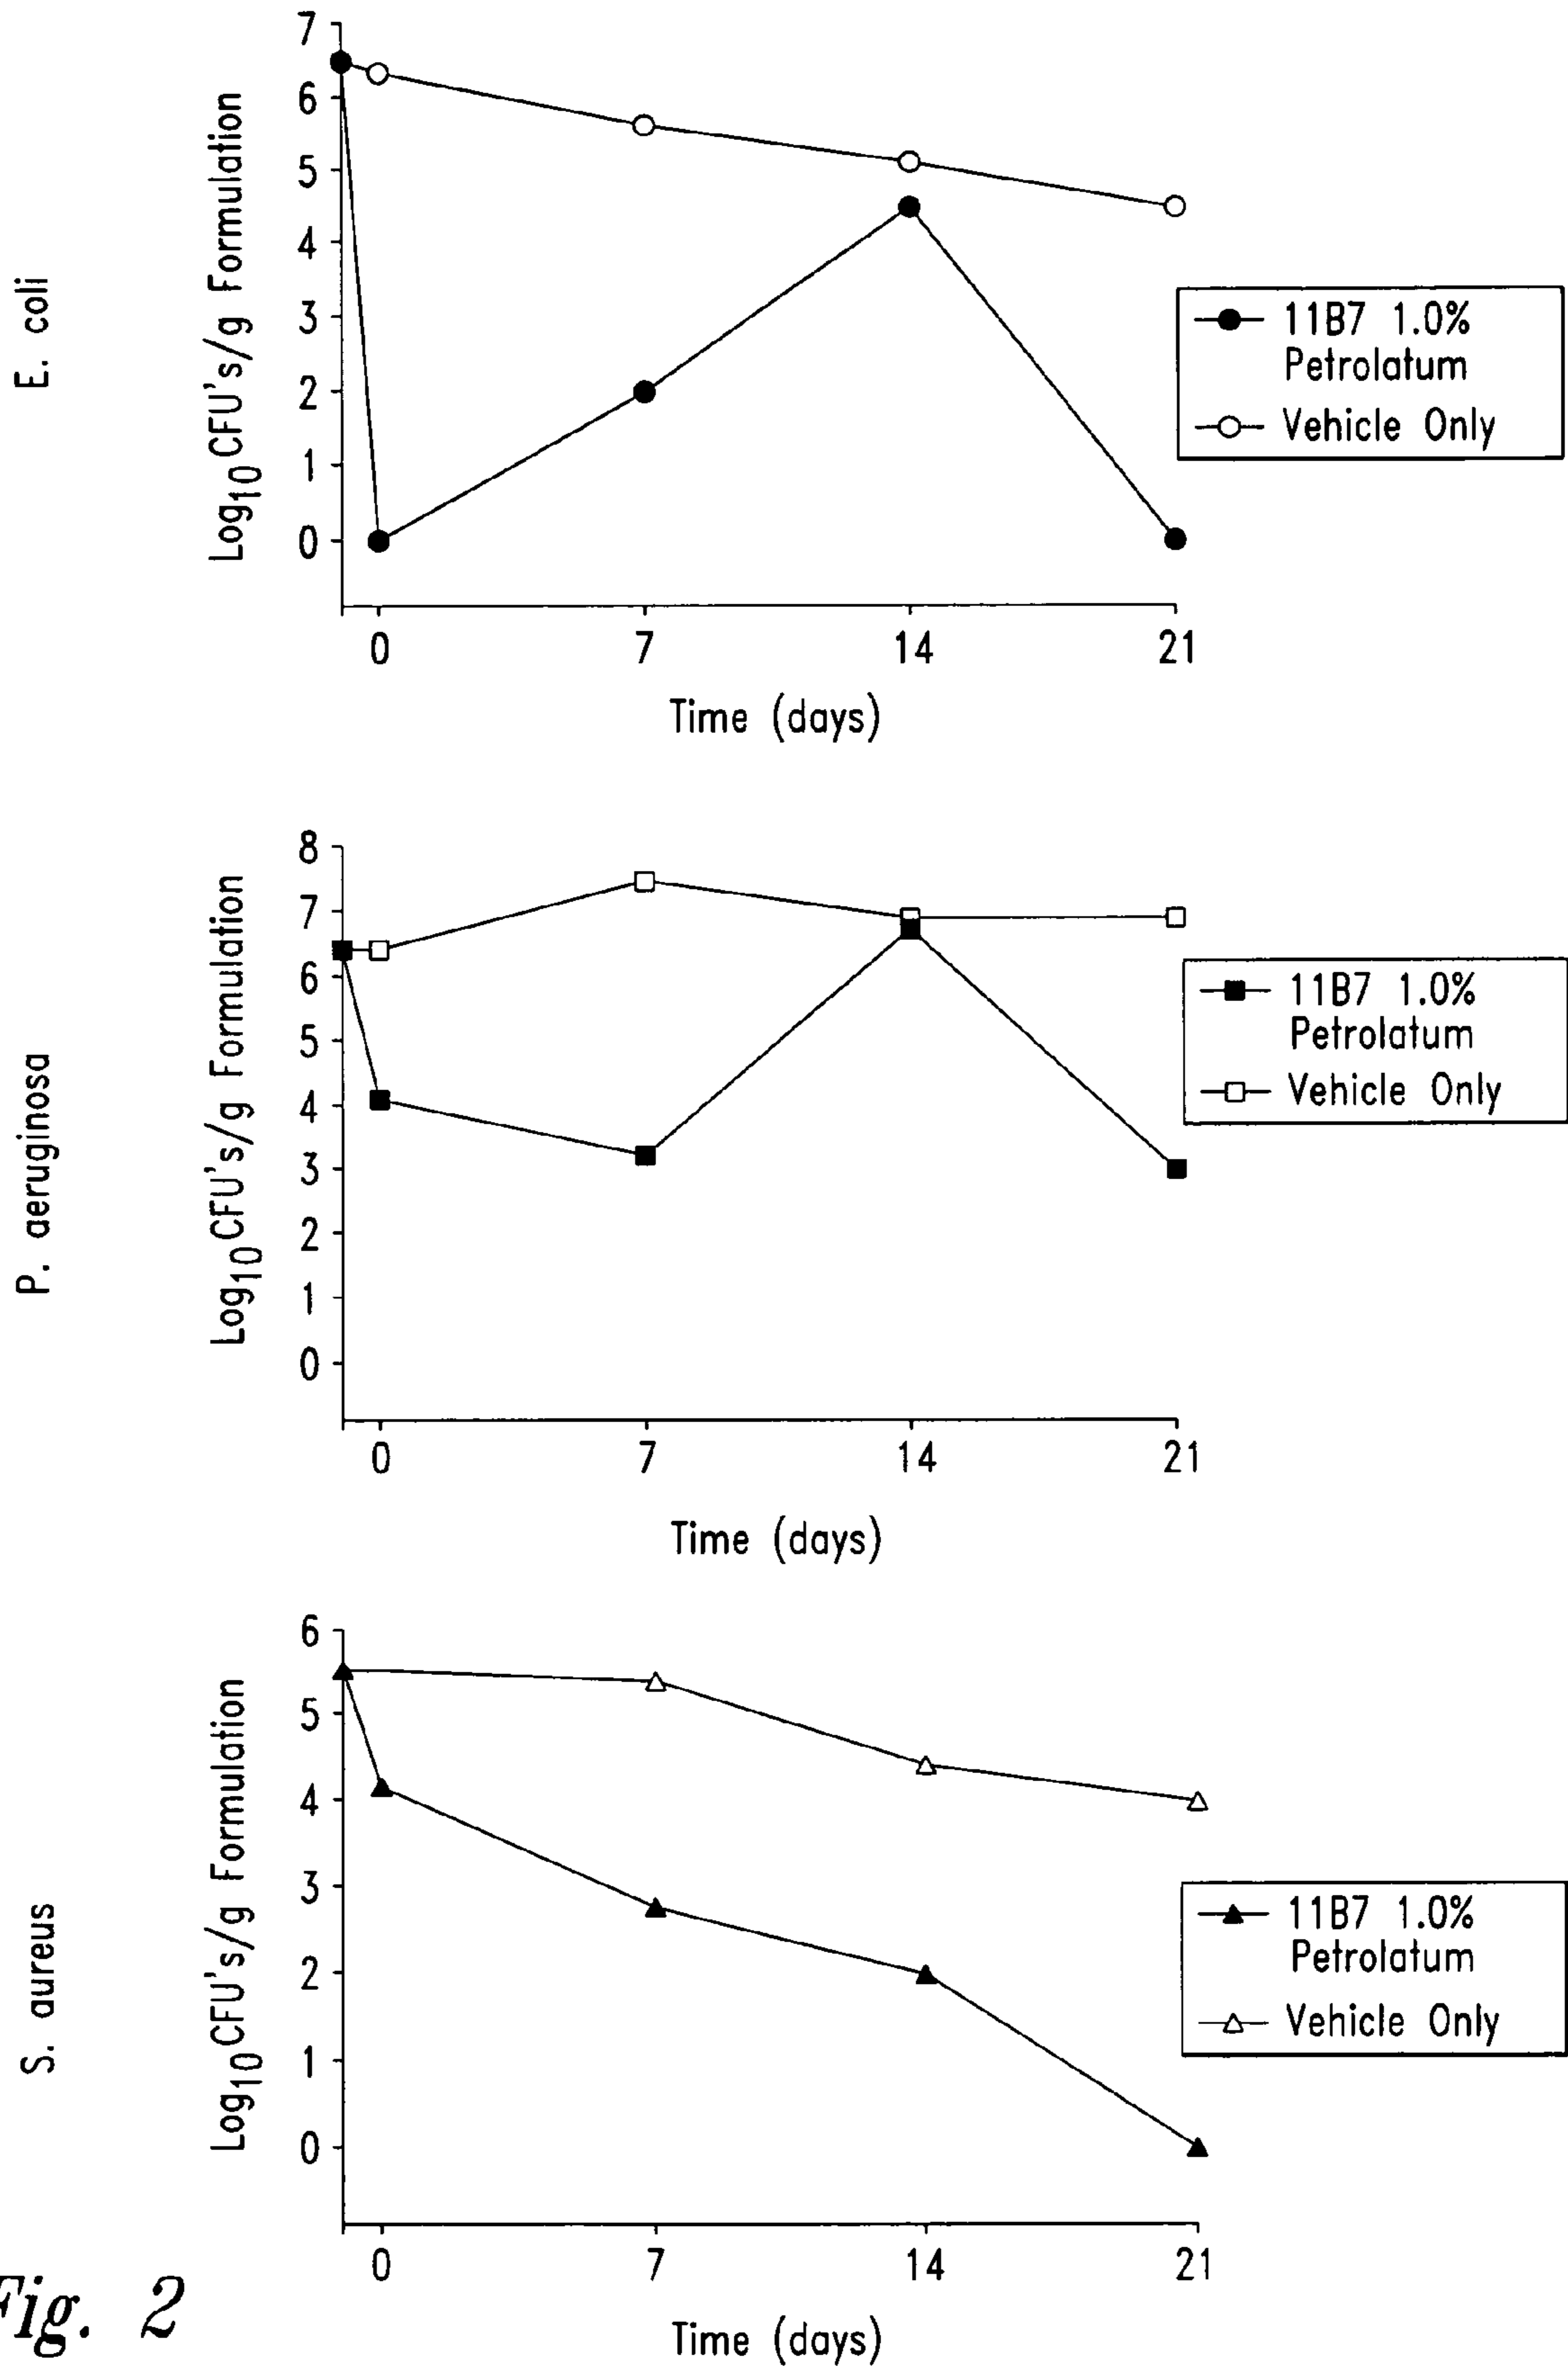 E. coli
Log10CFU's/g Formulation
7
6
5
4
3
2
1
0
0 7 14 21
Time (days)
11B7 1.0%
Petrolatum
Vehicle Only
P. aeruginosa
Log10CFU's/g Formulation
8
7
6
5
4
3
2
1
0
0 7 14 21
Time (days)
11B7 1.0%
Petrolatum
Vehicle Only
S. aureus
Log10CFU's/g Formulation
6
5
4
3
2
1
0
0 7 14 21
Time (days)
11B7 1.0%
Petrolatum
Vehicle Only
Fig. 2